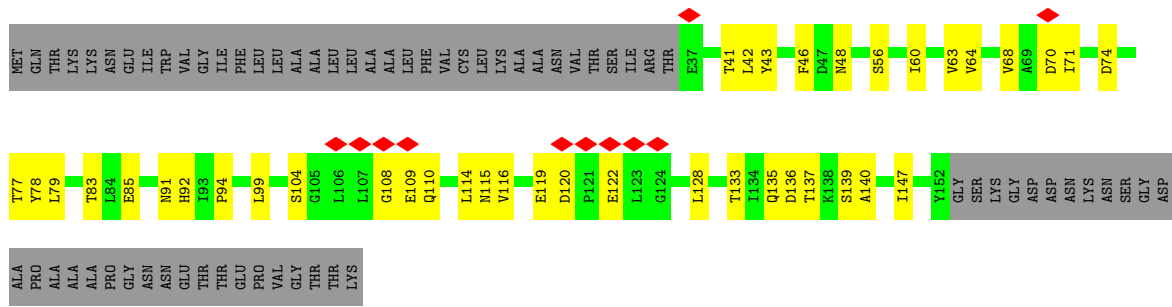 MET GLN THR LYS LYS ASN GLU ILE TRP VAL GLY ILE PHE LEU LEU ALA ALA LEU LEU ALA ALA LEU PHE VAL CYS LEU LYS ALA ALA ASN VAL THR SER ILE ARG THR E37 T41 L42 Y43 F46 D47 N48 S56 I60 V63 V64 V68 A69 D70 I71 D74
T77 Y78 L79 T83 L84 E85 N91 H92 I93 P94 L99 S104 G105 L106 L107 G108 E109 Q110 L114 N115 V116 E119 D120 P121 E122 L123 G124 L128 T133 I134 Q135 D136 T137 K138 S139 A140 I147 Y152 GLY SER LYS GLY ASP ASP ASN LYS ASN SER GLY ASP
ALA PRO ALA ALA ALA PRO GLY ASN ASN GLU THR THR GLU PRO VAL GLY THR THR LYS